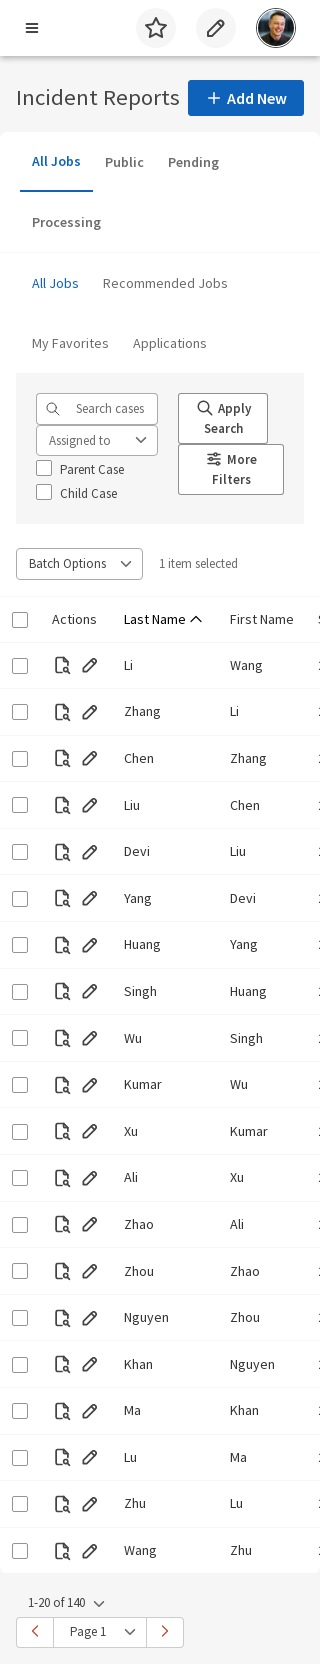 Incident Reports
Add New
All Jobs Public Pending
Processing
All Jobs Recommended Jobs
My Favorites Applications
Search cases
Assigned to
Parent Case
Child Case
Apply
Search
More
Filters
Batch Options 1 item selected
Actions Last Name First Name
Li Wang
Zhang Li
Chen Zhang
Liu Chen
Devi Liu
Yang Devi
Huang Yang
Singh Huang
Wu Singh
Kumar Wu
Xu Kumar
Ali Xu
Zhao Ali
Zhou Zhao
Nguyen Zhou
Khan Nguyen
Ma Khan
Lu Ma
Zhu Lu
Wang Zhu
1-20 of 140
Page 1